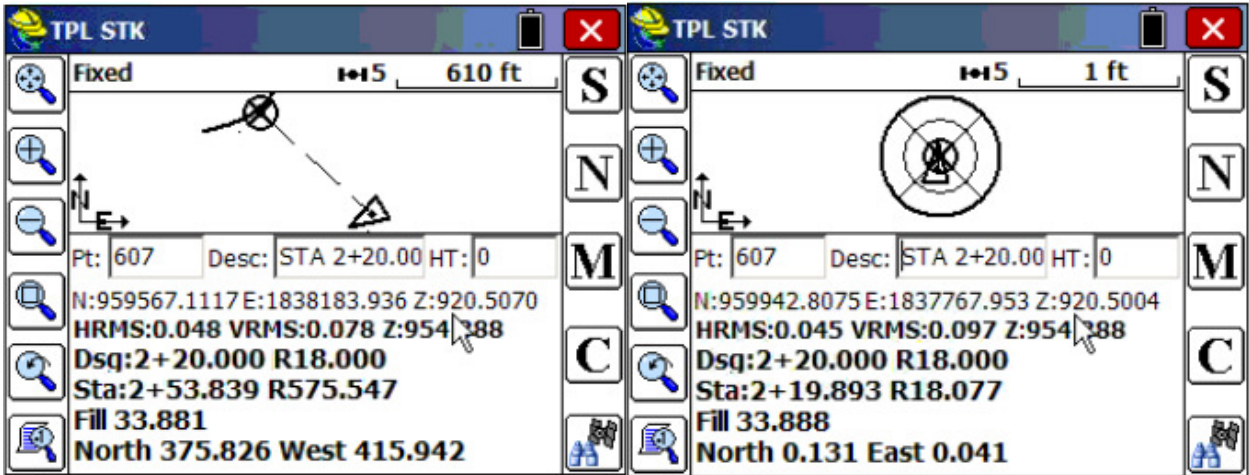 TPL STK
Fixed 5 610 ft
S
N
N
E
Pt: 607 Desc: STA 2+20.00 HT: 0
M
N:959567.1117 E:1838183.936 Z:920.5070
HRMS:0.048 VRMS:0.078
Dsg:2+20.000 R18.000
C
Sta:2+53.839 R575.547
Fill 33.881
North 375.826 West 415.942
TPL STK
Fixed 5 1 ft
S
N
N
E
Pt: 607 Desc: STA 2+20.00 HT: 0
M
N:959942.8075 E:1837767.953 Z:920.5004
HRMS:0.045 VRMS:0.097
Dsg:2+20.000 R18.000
C
Sta:2+19.893 R18.077
Fill 33.888
North 0.131 East 0.041